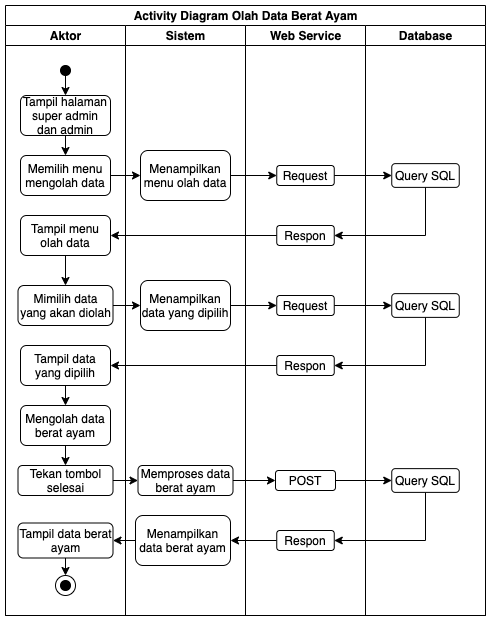 Activity Diagram Olah Data Berat Ayam
Aktor
Sistem
Web Service
Database
Tampil halaman
super admin
dan admin
Memilih menu
mengolah data
Menampilkan
menu olah data
Request
Query SQL
Tampil menu
olah data
Respon
Mimilih data
yang akan diolah
Menampilkan
data yang dipilih
Request
Query SQL
Tampil data
yang dipilih
Respon
Mengolah data
berat ayam
Tekan tombol
selesai
Memproses data
berat ayam
POST
Query SQL
Tampil data berat
ayam
Menampilkan
data berat ayam
Respon